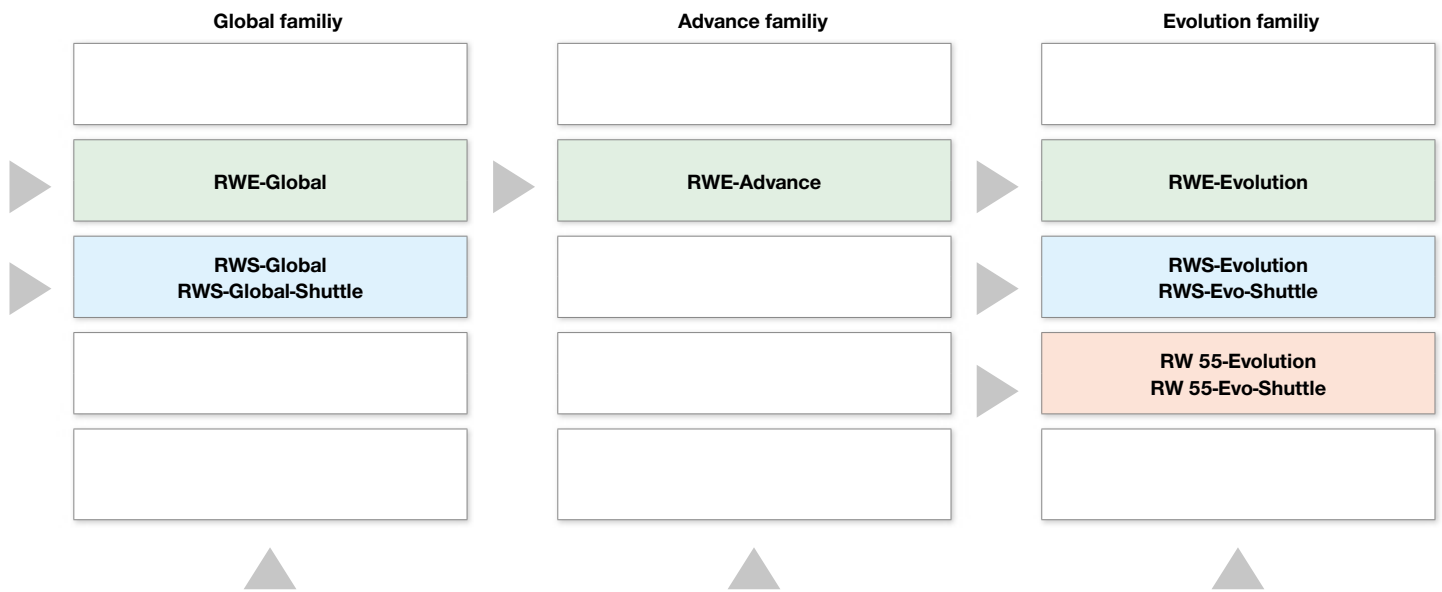 Global familiy
Advance familiy
Evolution familiy
RWE-Global
RWE-Advance
RWE-Evolution
RWS-Global
RWS-Global-Shuttle
RWS-Evolution
RWS-Evo-Shuttle
RW 55-Evolution
RW 55-Evo-Shuttle